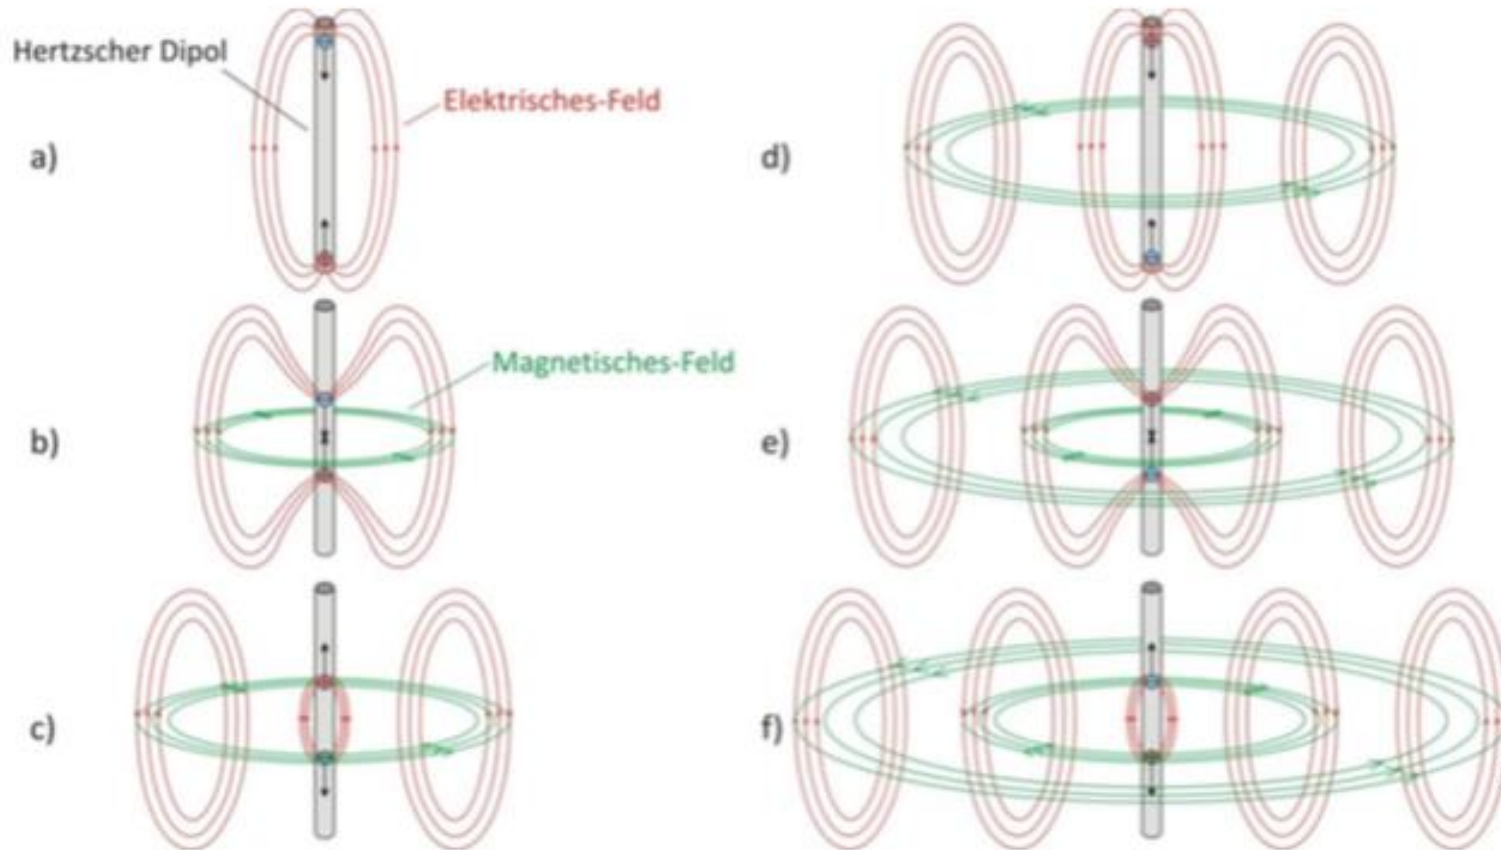 Hertzscher Dipol
Elektrisches-Feld
a)
Magnetisches-Feld
b)
c)
d)
e)
f)